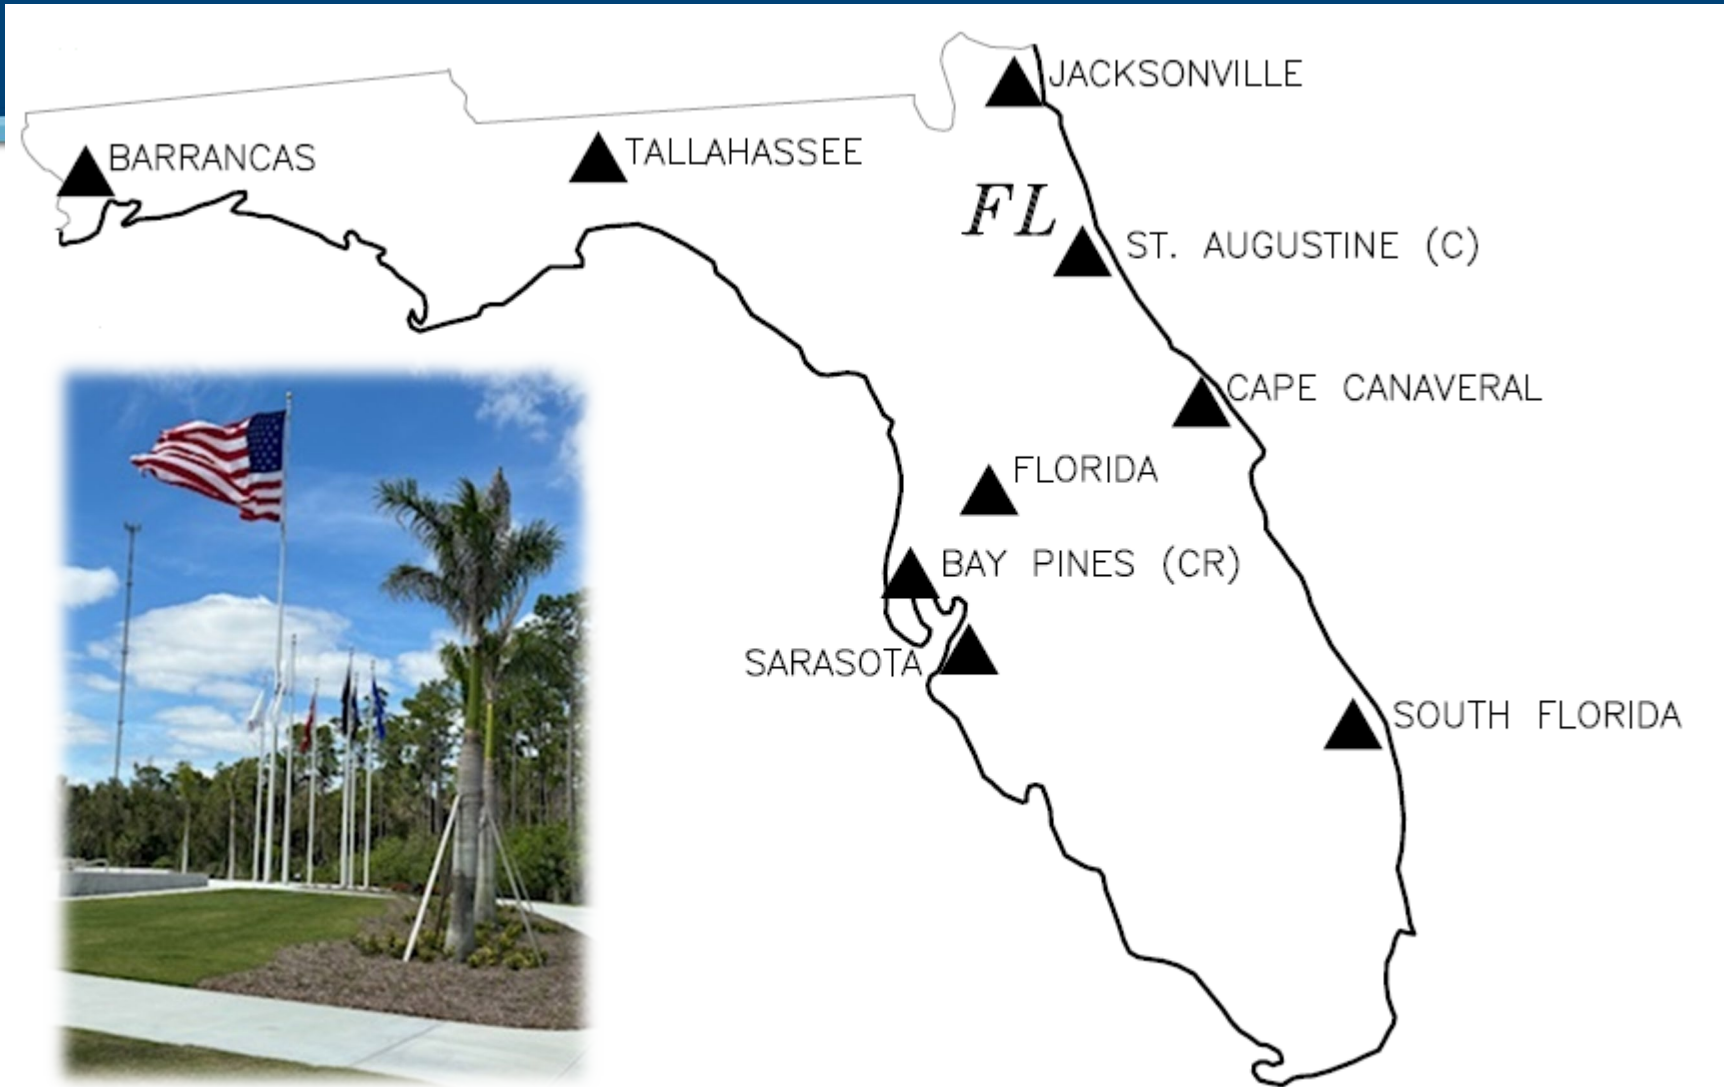 JACKSONVILLE
BARRANCAS
TALLAHASSEE
FL
ST. AUGUSTINE (C)
CAPE CANAVERAL
FLORIDA
BAY PINES (CR)
SARASOTA
SOUTH FLORIDA